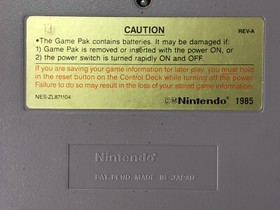 CAUTION
REV-A
•The Game Pak contains batteries. It may be damaged if:
1) Game Pak is removed or inserted with the power ON, or
2) the power switch is turned rapidly ON and OFF.
If you are saving your game information for later play, you must hold
in the reset button on the Control Deck while turning off the power.
Failure to do so may result in the loss of your stored game information.
NES-ZL871104
©M Nintendo® 1985
Nintendo®
PAT.PEND. MADE IN JAPAN